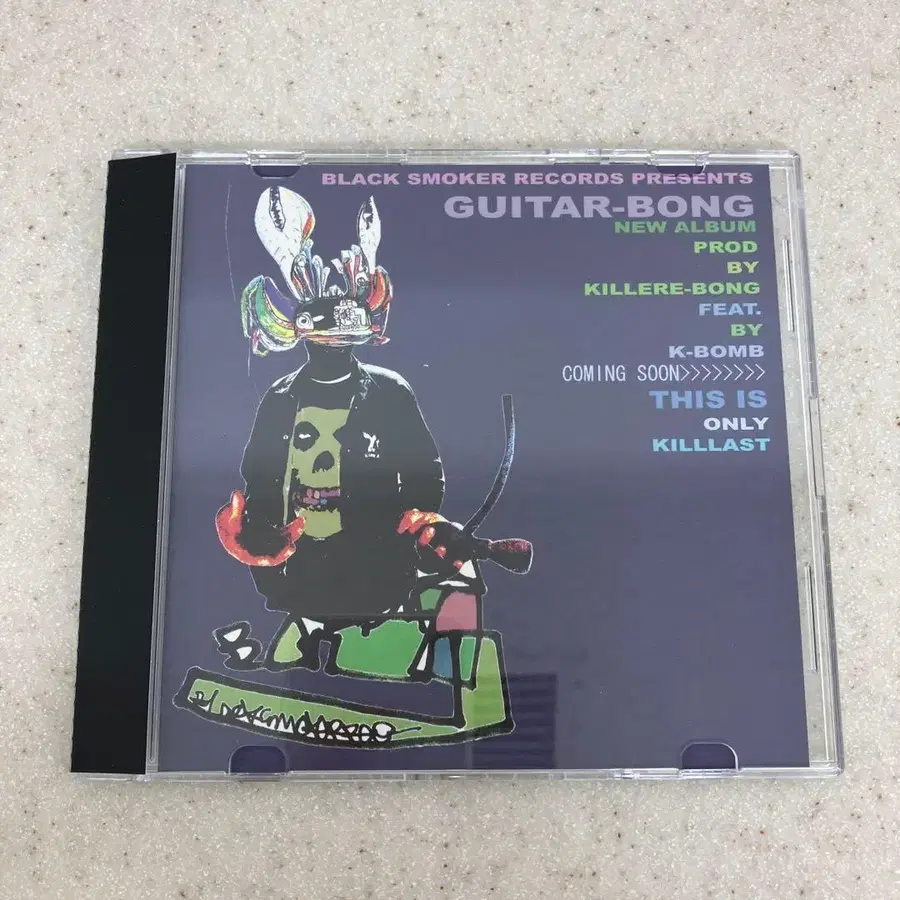 BLACK SMOKER RECORDS PRESENTS
GUITAR-BONG
NEW ALBUM
PROD
BY
KILLERE-BONG
FEAT.
BY
K-BOMB
COMING SOON>>>>>>>>
THIS IS
ONLY
KILLLAST